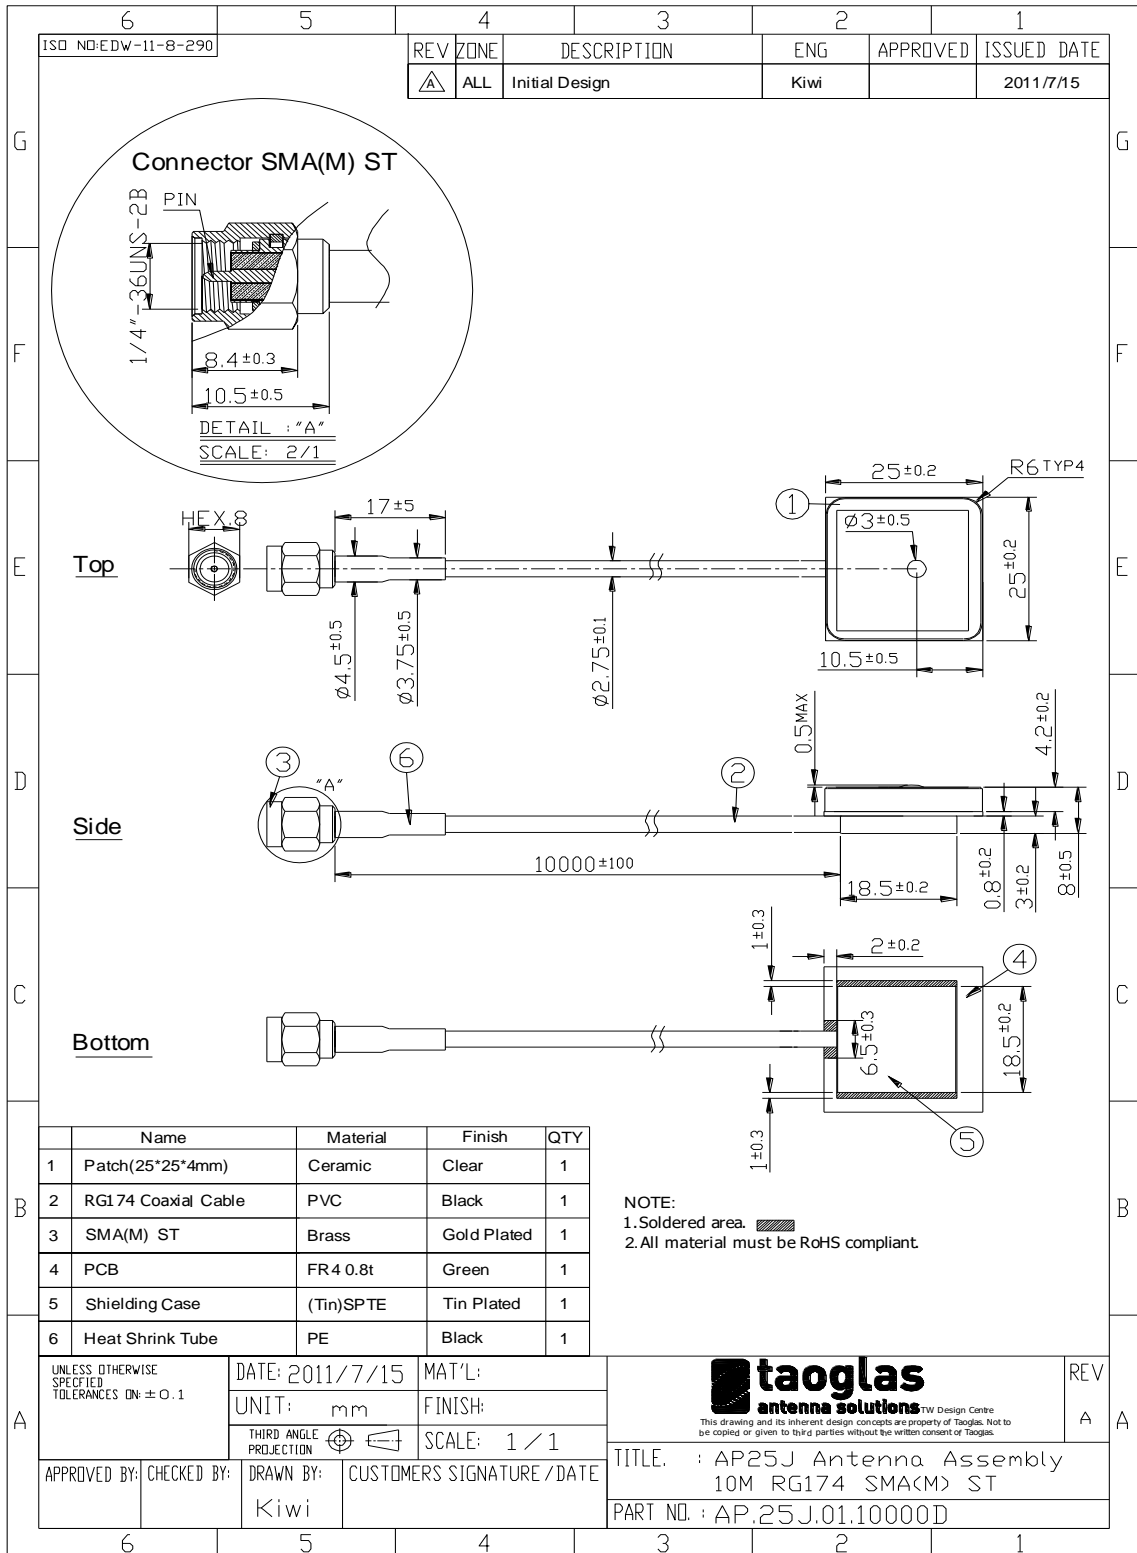 6 5 4 3 2 1
ISO NO:EDW-11-8-290
REV ZONE DESCRIPTION ENG APPROVED ISSUED DATE
A ALL Initial Design Kiwi 2011/7/15
G G
Connector SMA(M) ST
PIN
1/4"-36UNS-2B
8.4±0.3
10.5±0.5
DETAIL :"A"
SCALE: 2/1
F F
25±0.2
R6 TYP4
1
17±5
HEX.8
Ø3±0.5
25±0.2
E Top E
10.5±0.5
Ø4.5±0.5
Ø3.75±0.5
Ø2.75±0.1
0.5MAX
4.2±0.2
D D
3 "A" 6 2
Side
10000±100
18.5±0.2
0.8±0.2
3±0.2
8±0.5
1±0.3
2±0.2
4
C C
Bottom
6.5±0.3
18.5±0.2
1±0.3
5
Name Material Finish QTY
1 Patch(25*25*4mm) Ceramic Clear 1
2 RG174 Coaxial Cable PVC Black 1
3 SMA(M) ST Brass Gold Plated 1
4 PCB FR4 0.8t Green 1
5 Shielding Case (Tin)SPTE Tin Plated 1
6 Heat Shrink Tube PE Black 1
B B
NOTE:
1.Soldered area.
2.All material must be RoHS compliant.
UNLESS OTHERWISE
SPECFIED
TOLERANCES ON:±0.1
DATE: 2011/7/15 MAT'L:
UNIT: mm FINISH:
THIRD ANGLE
PROJECTION
SCALE: 1/1
APPROVED BY: CHECKED BY: DRAWN BY: CUSTOMERS SIGNATURE/DATE
Kiwi
taoglas
antenna solutions TW Design Centre
This drawing and its inherent design concepts are property of Taoglas. Not to
be copied or given to third parties without the written consent of Taoglas.
REV
A
A A
TITLE. : AP25J Antenna Assembly
10M RG174 SMA(M) ST
PART NO. : AP.25J.01.10000D
6 5 4 3 2 1